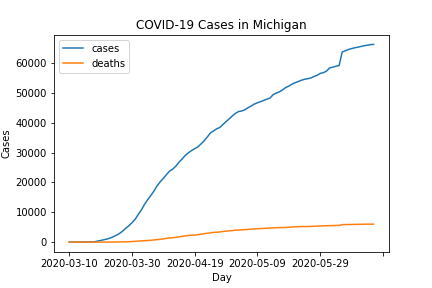 COVID-19 Cases in Michigan
cases
deaths
60000
50000
40000
30000
20000
10000
0
Cases
2020-03-10 2020-03-30 2020-04-19 2020-05-09 2020-05-29
Day